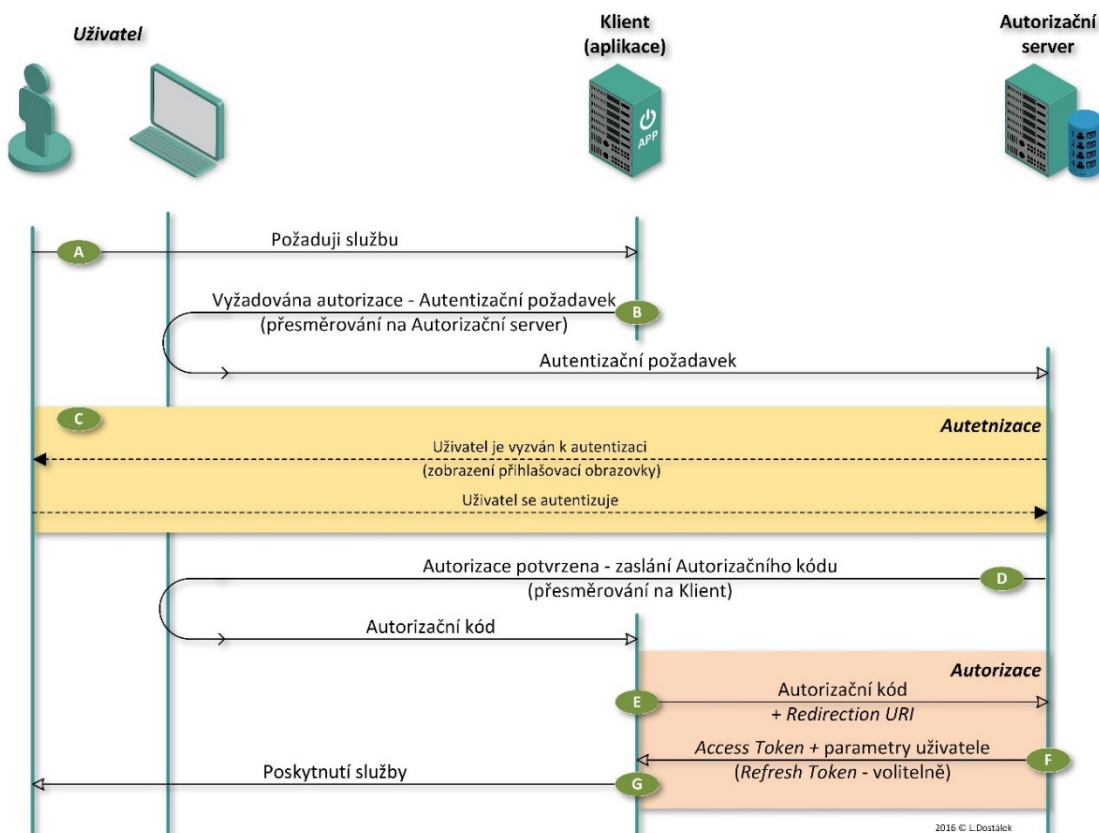 Uživatel
Klient
(aplikace)
Autorizační
server
APP
A
Požaduji službu
Vyžadována autorizace - Autentizační požadavek
B
(přesměrování na Autorizační server)
Autentizační požadavek
C
Autetnizace
Uživatel je vyzván k autentizaci
(zobrazení přihlašovací obrazovky)
Uživatel se autentizuje
Autorizace potvrzena - zaslání Autorizačního kódu
D
(přesměrování na Klient)
Autorizační kód
Autorizace
E
Autorizační kód
+ Redirection URI
Access Token + parametry uživatele
F
(Refresh Token - volitelně)
Poskytnutí služby
G
2016 © L.Dostálek